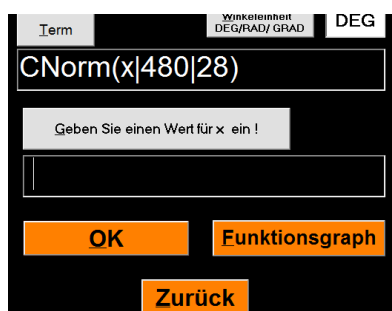 Term
Winkeleinheit
DEG/RAD/ GRAD
DEG
CNorm(x|480|28)
Geben Sie einen Wert für x ein !
OK
Funktionsgraph
Zurück